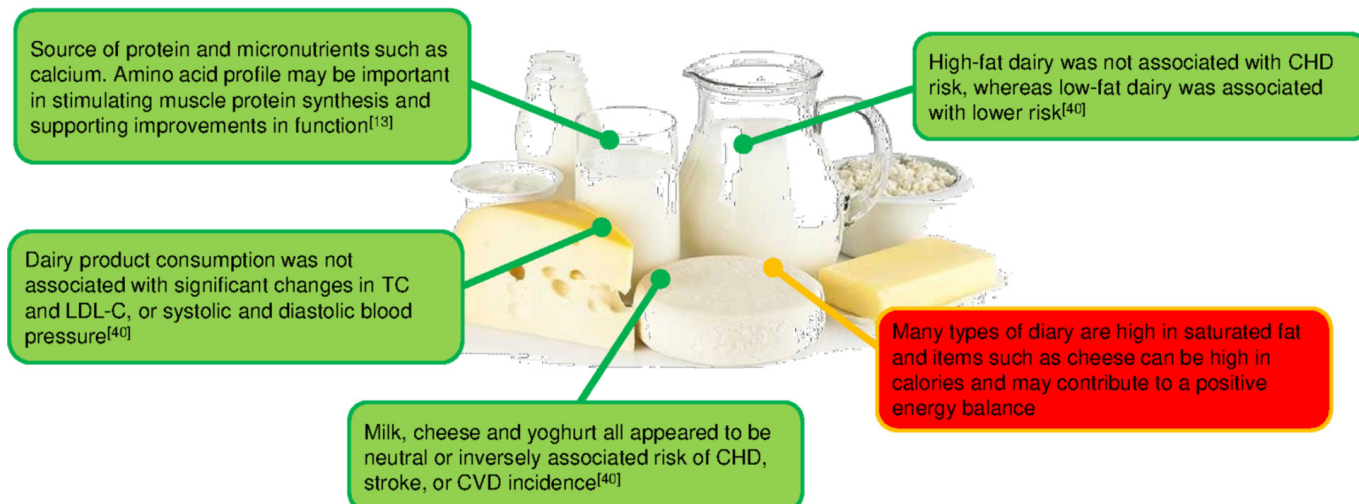 Source of protein and micronutrients such as
calcium. Amino acid profile may be important
in stimulating muscle protein synthesis and
supporting improvements in function[13]
High-fat dairy was not associated with CHD
risk, whereas low-fat dairy was associated
with lower risk[40]
Dairy product consumption was not
associated with significant changes in TC
and LDL-C, or systolic and diastolic blood
pressure[40]
Many types of diary are high in saturated fat
and items such as cheese can be high in
calories and may contribute to a positive
energy balance
Milk, cheese and yoghurt all appeared to be
neutral or inversely associated risk of CHD,
stroke, or CVD incidence[40]